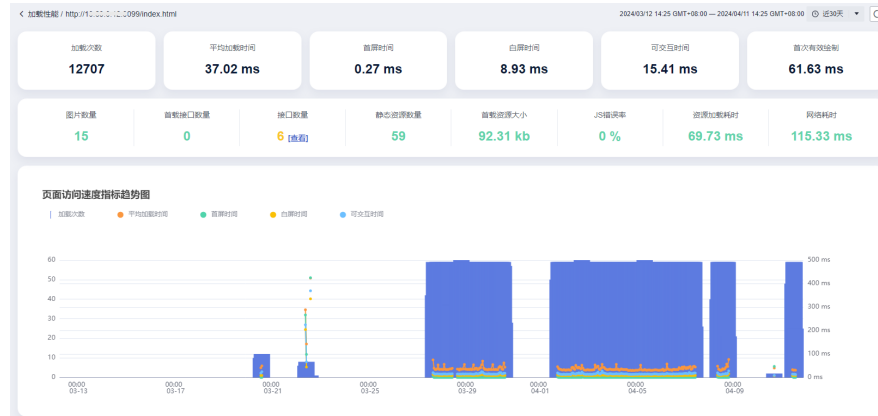 加载性能 / http://13. :8099/index.html 2024/03/12 14:25 GMT+08:00 — 2024/04/11 14:25 GMT+08:00 近30天
加载次数 平均加载时间 首屏时间 白屏时间 可交互时间 首次有效绘制
12707 37.02 ms 0.27 ms 8.93 ms 15.41 ms 61.63 ms
图片数量 首载接口数量 接口数量 静态资源数量 首载资源大小 JS错误率 资源加载耗时 网络耗时
15 0 6 [查看] 59 92.31 kb 0 % 69.73 ms 115.33 ms
页面访问速度指标趋势图
加载次数 平均加载时间 首屏时间 白屏时间 可交互时间
60 500 ms
50 400 ms
40 300 ms
30
20 200 ms
10 100 ms
0 0 ms
00:00 00:00 00:00 00:00 00:00 00:00 00:00 00:00
03-13 03-17 03-21 03-25 03-29 04-01 04-05 04-09